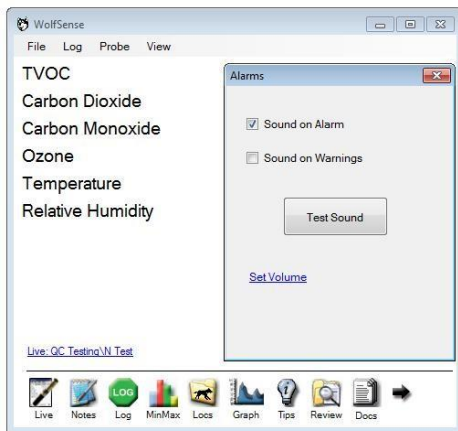 WolfSense
File Log Probe View
TVOC
Carbon Dioxide
Carbon Monoxide
Ozone
Temperature
Relative Humidity
Alarms
Sound on Alarm
Sound on Warnings
Test Sound
Set Volume
Live: QC Testing\N Test
LOG
Live Notes Log MinMax Locs Graph Tips Review Docs